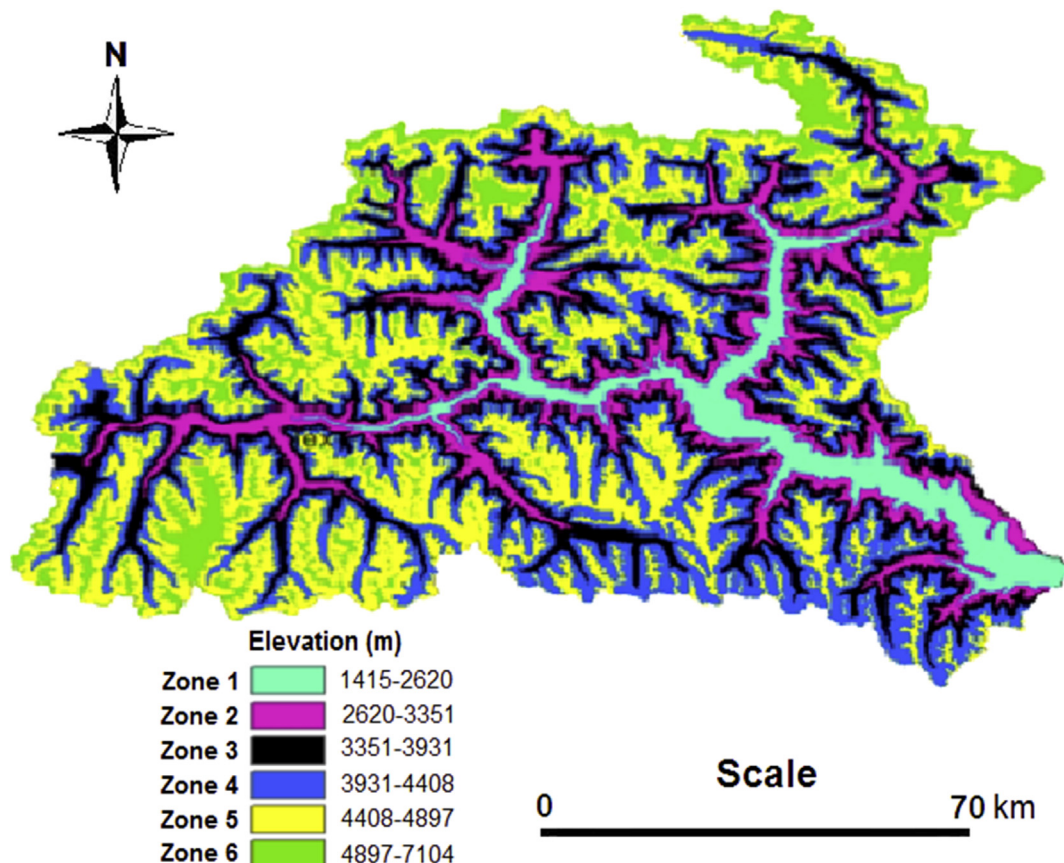 N
Elevation (m)
Zone 1 1415-2620
Zone 2 2620-3351
Zone 3 3351-3931
Zone 4 3931-4408
Zone 5 4408-4897
Zone 6 4897-7104
Scale
0 70 km